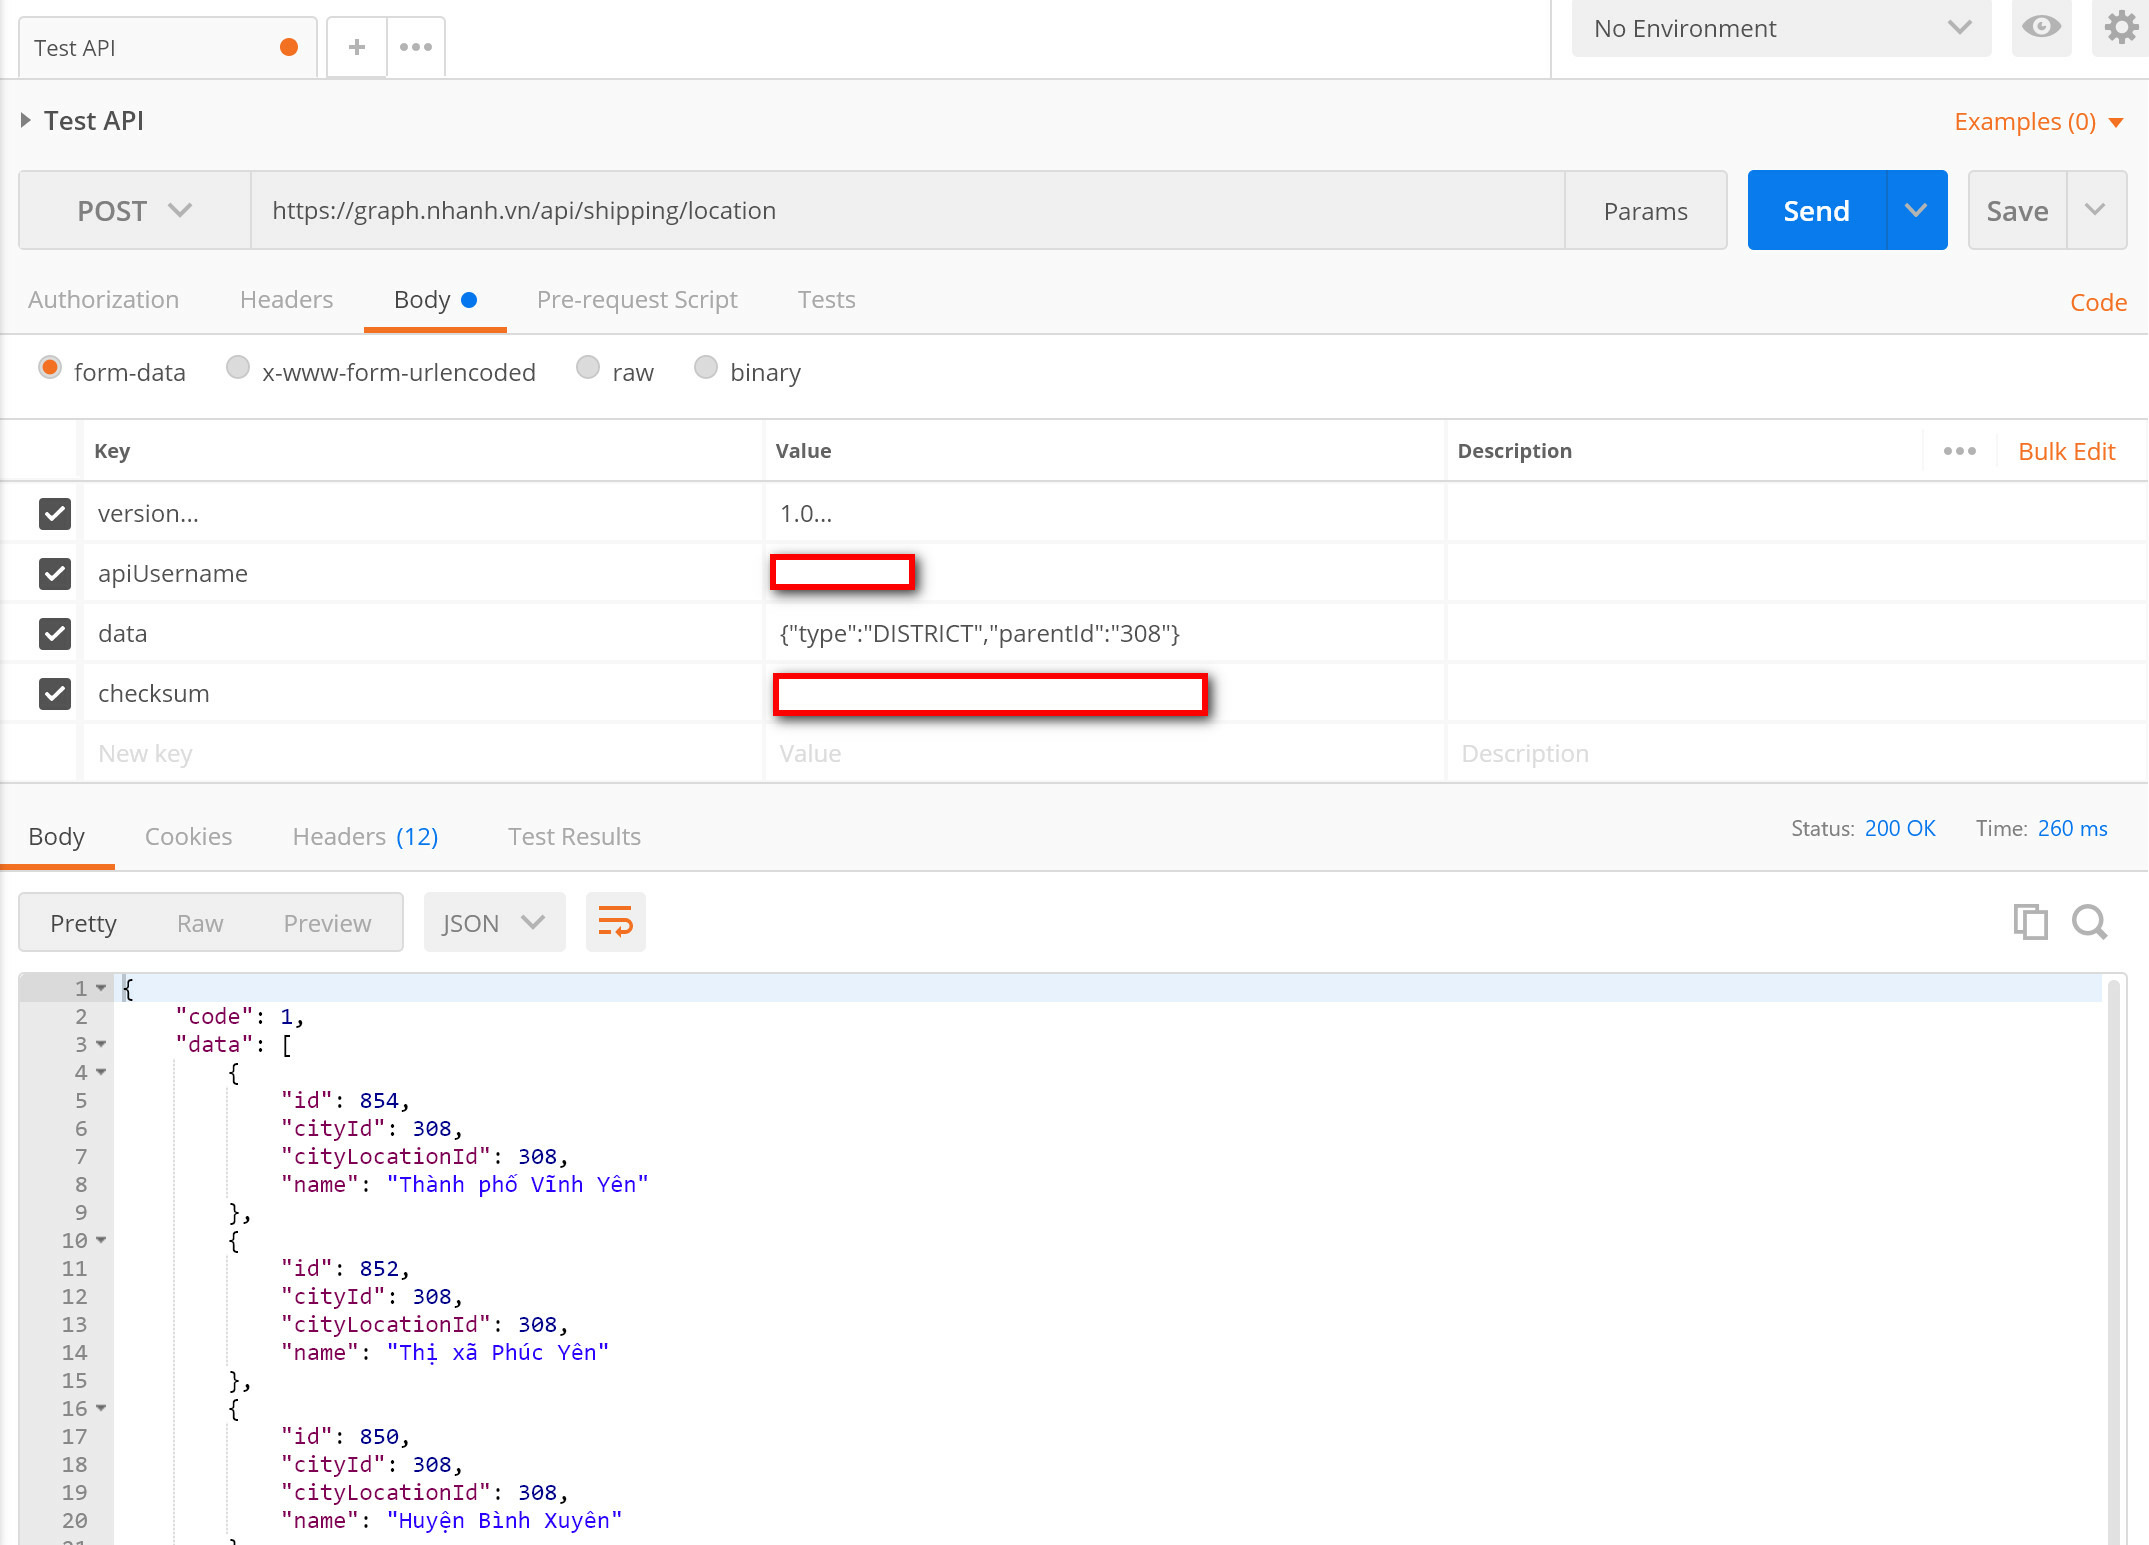 Test API
No Environment
Test API
Examples (0)
POST https://graph.nhanh.vn/api/shipping/location Params Send Save
Authorization Headers Body Pre-request Script Tests Code
form-data x-www-form-urlencoded raw binary
Key Value Description Bulk Edit
version... 1.0...
apiUsername
data {"type":"DISTRICT","parentId":"308"}
checksum
New key Value Description
Body Cookies Headers (12) Test Results Status: 200 OK Time: 260 ms
Pretty Raw Preview JSON
1 {
2 "code": 1,
3 "data": [
4 {
5 "id": 854,
6 "cityId": 308,
7 "cityLocationId": 308,
8 "name": "Thành phố Vĩnh Yên"
9 },
10 {
11 "id": 852,
12 "cityId": 308,
13 "cityLocationId": 308,
14 "name": "Thị xã Phúc Yên"
15 },
16 {
17 "id": 850,
18 "cityId": 308,
19 "cityLocationId": 308,
20 "name": "Huyện Bình Xuyên"